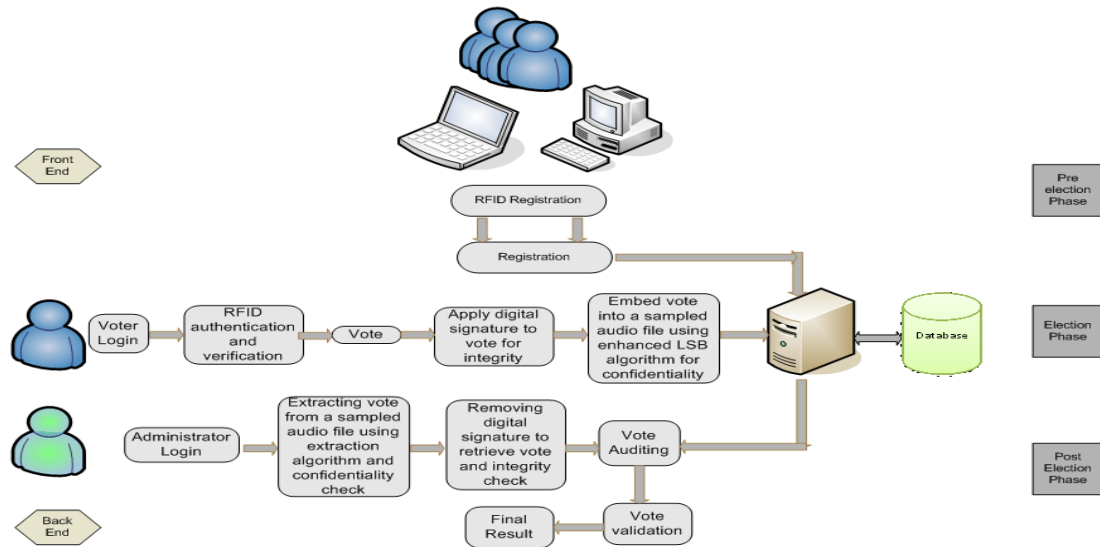 Front
End
Pre
election
Phase
RFID Registration
Registration
Voter
Login
RFID
authentication
and
verification
Vote
Apply digital
signature to
vote for
integrity
Embed vote
into a sampled
audio file using
enhanced LSB
algorithm for
confidentiality
Database
Election
Phase
Administrator
Login
Extracting vote
from a sampled
audio file using
extraction
algorithm and
confidentiality
check
Removing
digital
signature to
retrieve vote
and integrity
check
Vote
Auditing
Post
Election
Phase
Back
End
Final
Result
Vote
validation